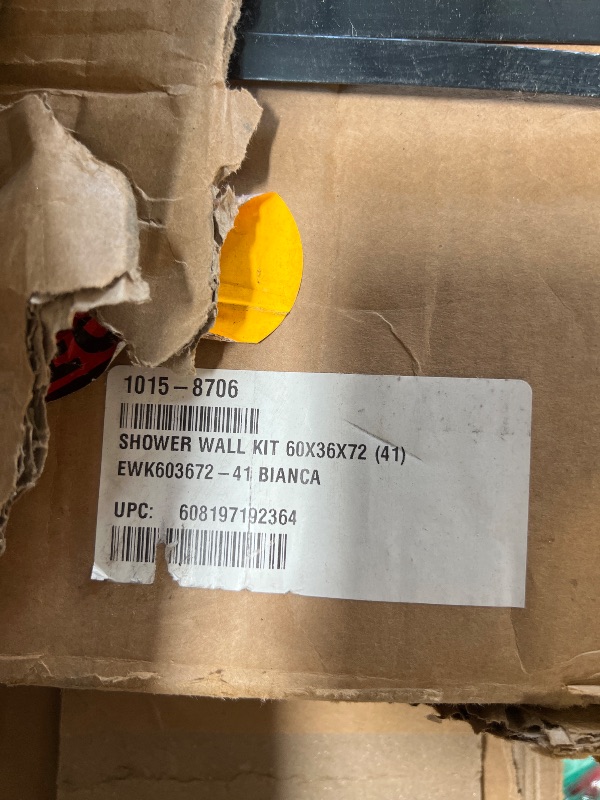 1015-8706
SHOWER WALL KIT 60X36X72 (41)
EWK603672-41 BIANCA
UPC: 608197192364